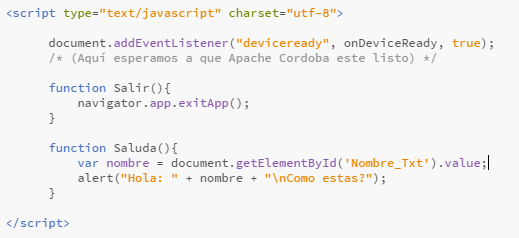 <script type="text/javascript" charset="utf-8">
document.addEventListener("deviceready", onDeviceReady, true);
/* (Aquí esperamos a que Apache Cordoba este listo) */
function Salir(){
navigator.app.exitApp();
}
function Saluda(){
var nombre = document.getElementById('Nombre_Txt').value;
alert("Hola: " + nombre + "\nComo estas?");
}
</script>